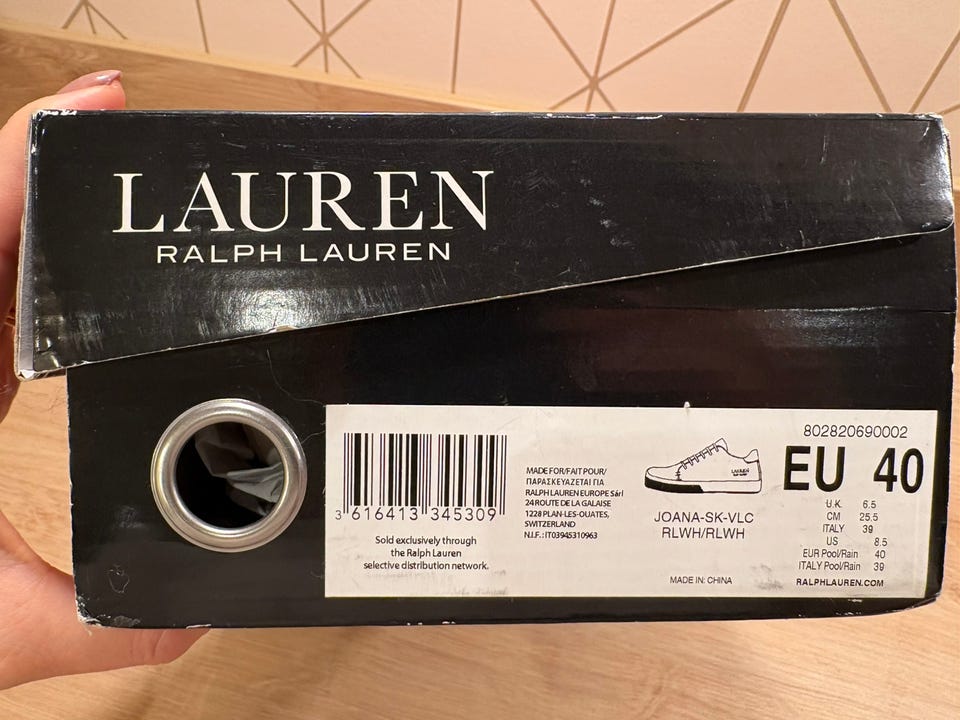 LAUREN
RALPH LAUREN
3 616413 345309
Sold exclusively through
the Ralph Lauren
selective distribution network.
MADE FOR/FAIT POUR/
ΠΑΡΑΣΚΕΥΑΖΕΤΑΙ ΓΙΑ
RALPH LAUREN EUROPE Sàrl
24 ROUTE DE LA GALAISE
1228 PLAN-LES-OUATES,
SWITZERLAND
N.I.F.: IT03945310963
LAUREN
JOANA-SK-VLC
RLWH/RLWH
MADE IN: CHINA
802820690002
EU 40
U.K 6.5
CM 25.5
ITALY 39
US 8.5
EUR Pool/Rain 40
ITALY Pool/Rain 39
RALPHLAUREN.COM